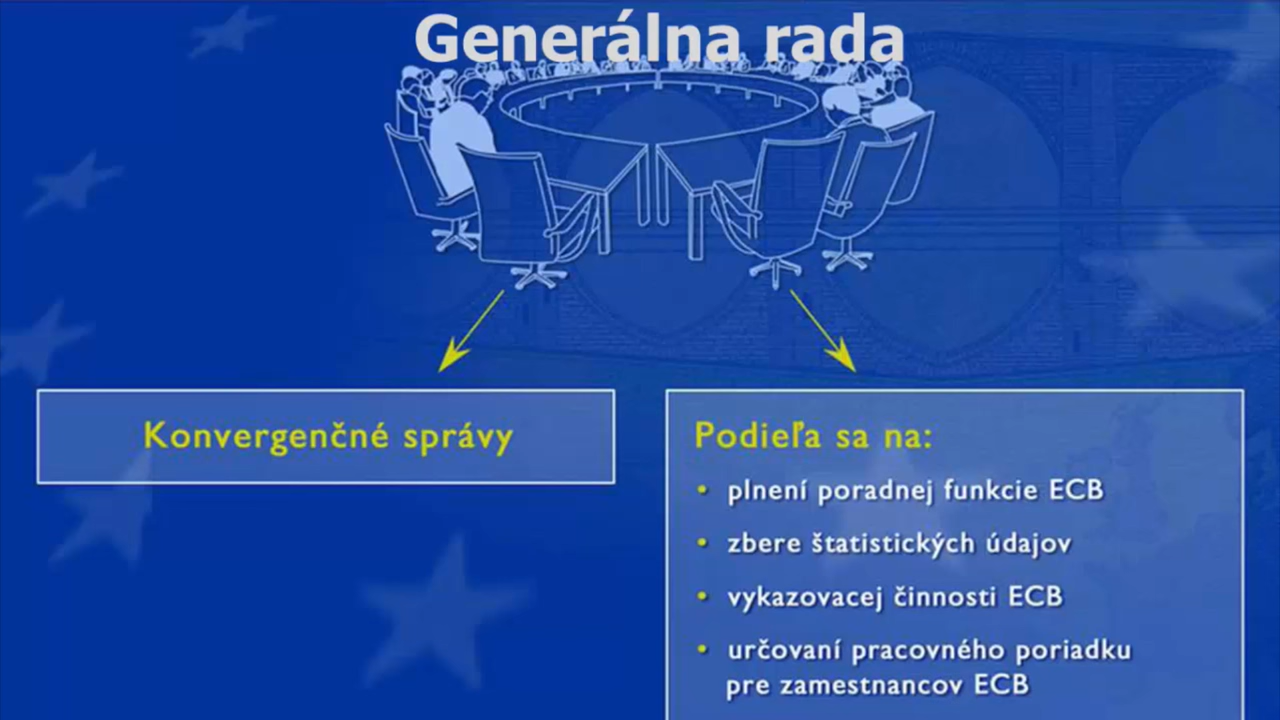 Generálna rada
Konvergenčné správy
Podieľa sa na:
• plnení poradnej funkcie ECB
• zbere štatistických údajov
• vykazovacej činnosti ECB
• určovaní pracovného poriadku
pre zamestnancov ECB